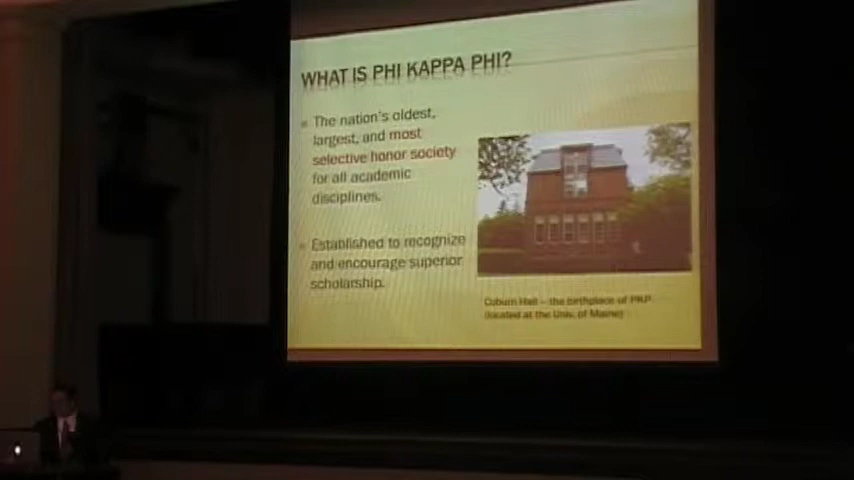 WHAT IS PHI KAPPA PHI?
The nation's oldest,
largest, and most
selective honor society
for all academic
disciplines.
Established to recognize
and encourage superior
scholarship.
Coburn Hall – the birthplace of PKP
(located at the Univ. of Maine)